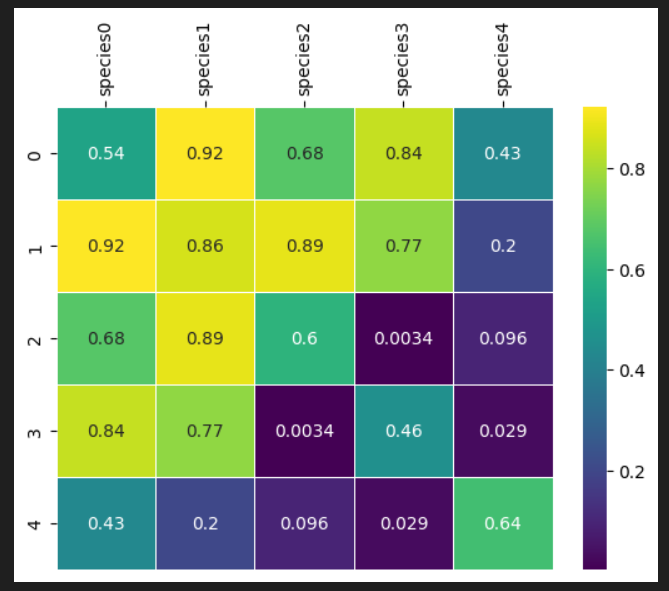 species0 species1 species2 species3 species4
0 0.54 0.92 0.68 0.84 0.43
1 0.92 0.86 0.89 0.77 0.2
2 0.68 0.89 0.6 0.0034 0.096
3 0.84 0.77 0.0034 0.46 0.029
4 0.43 0.2 0.096 0.029 0.64
0.8
0.6
0.4
0.2